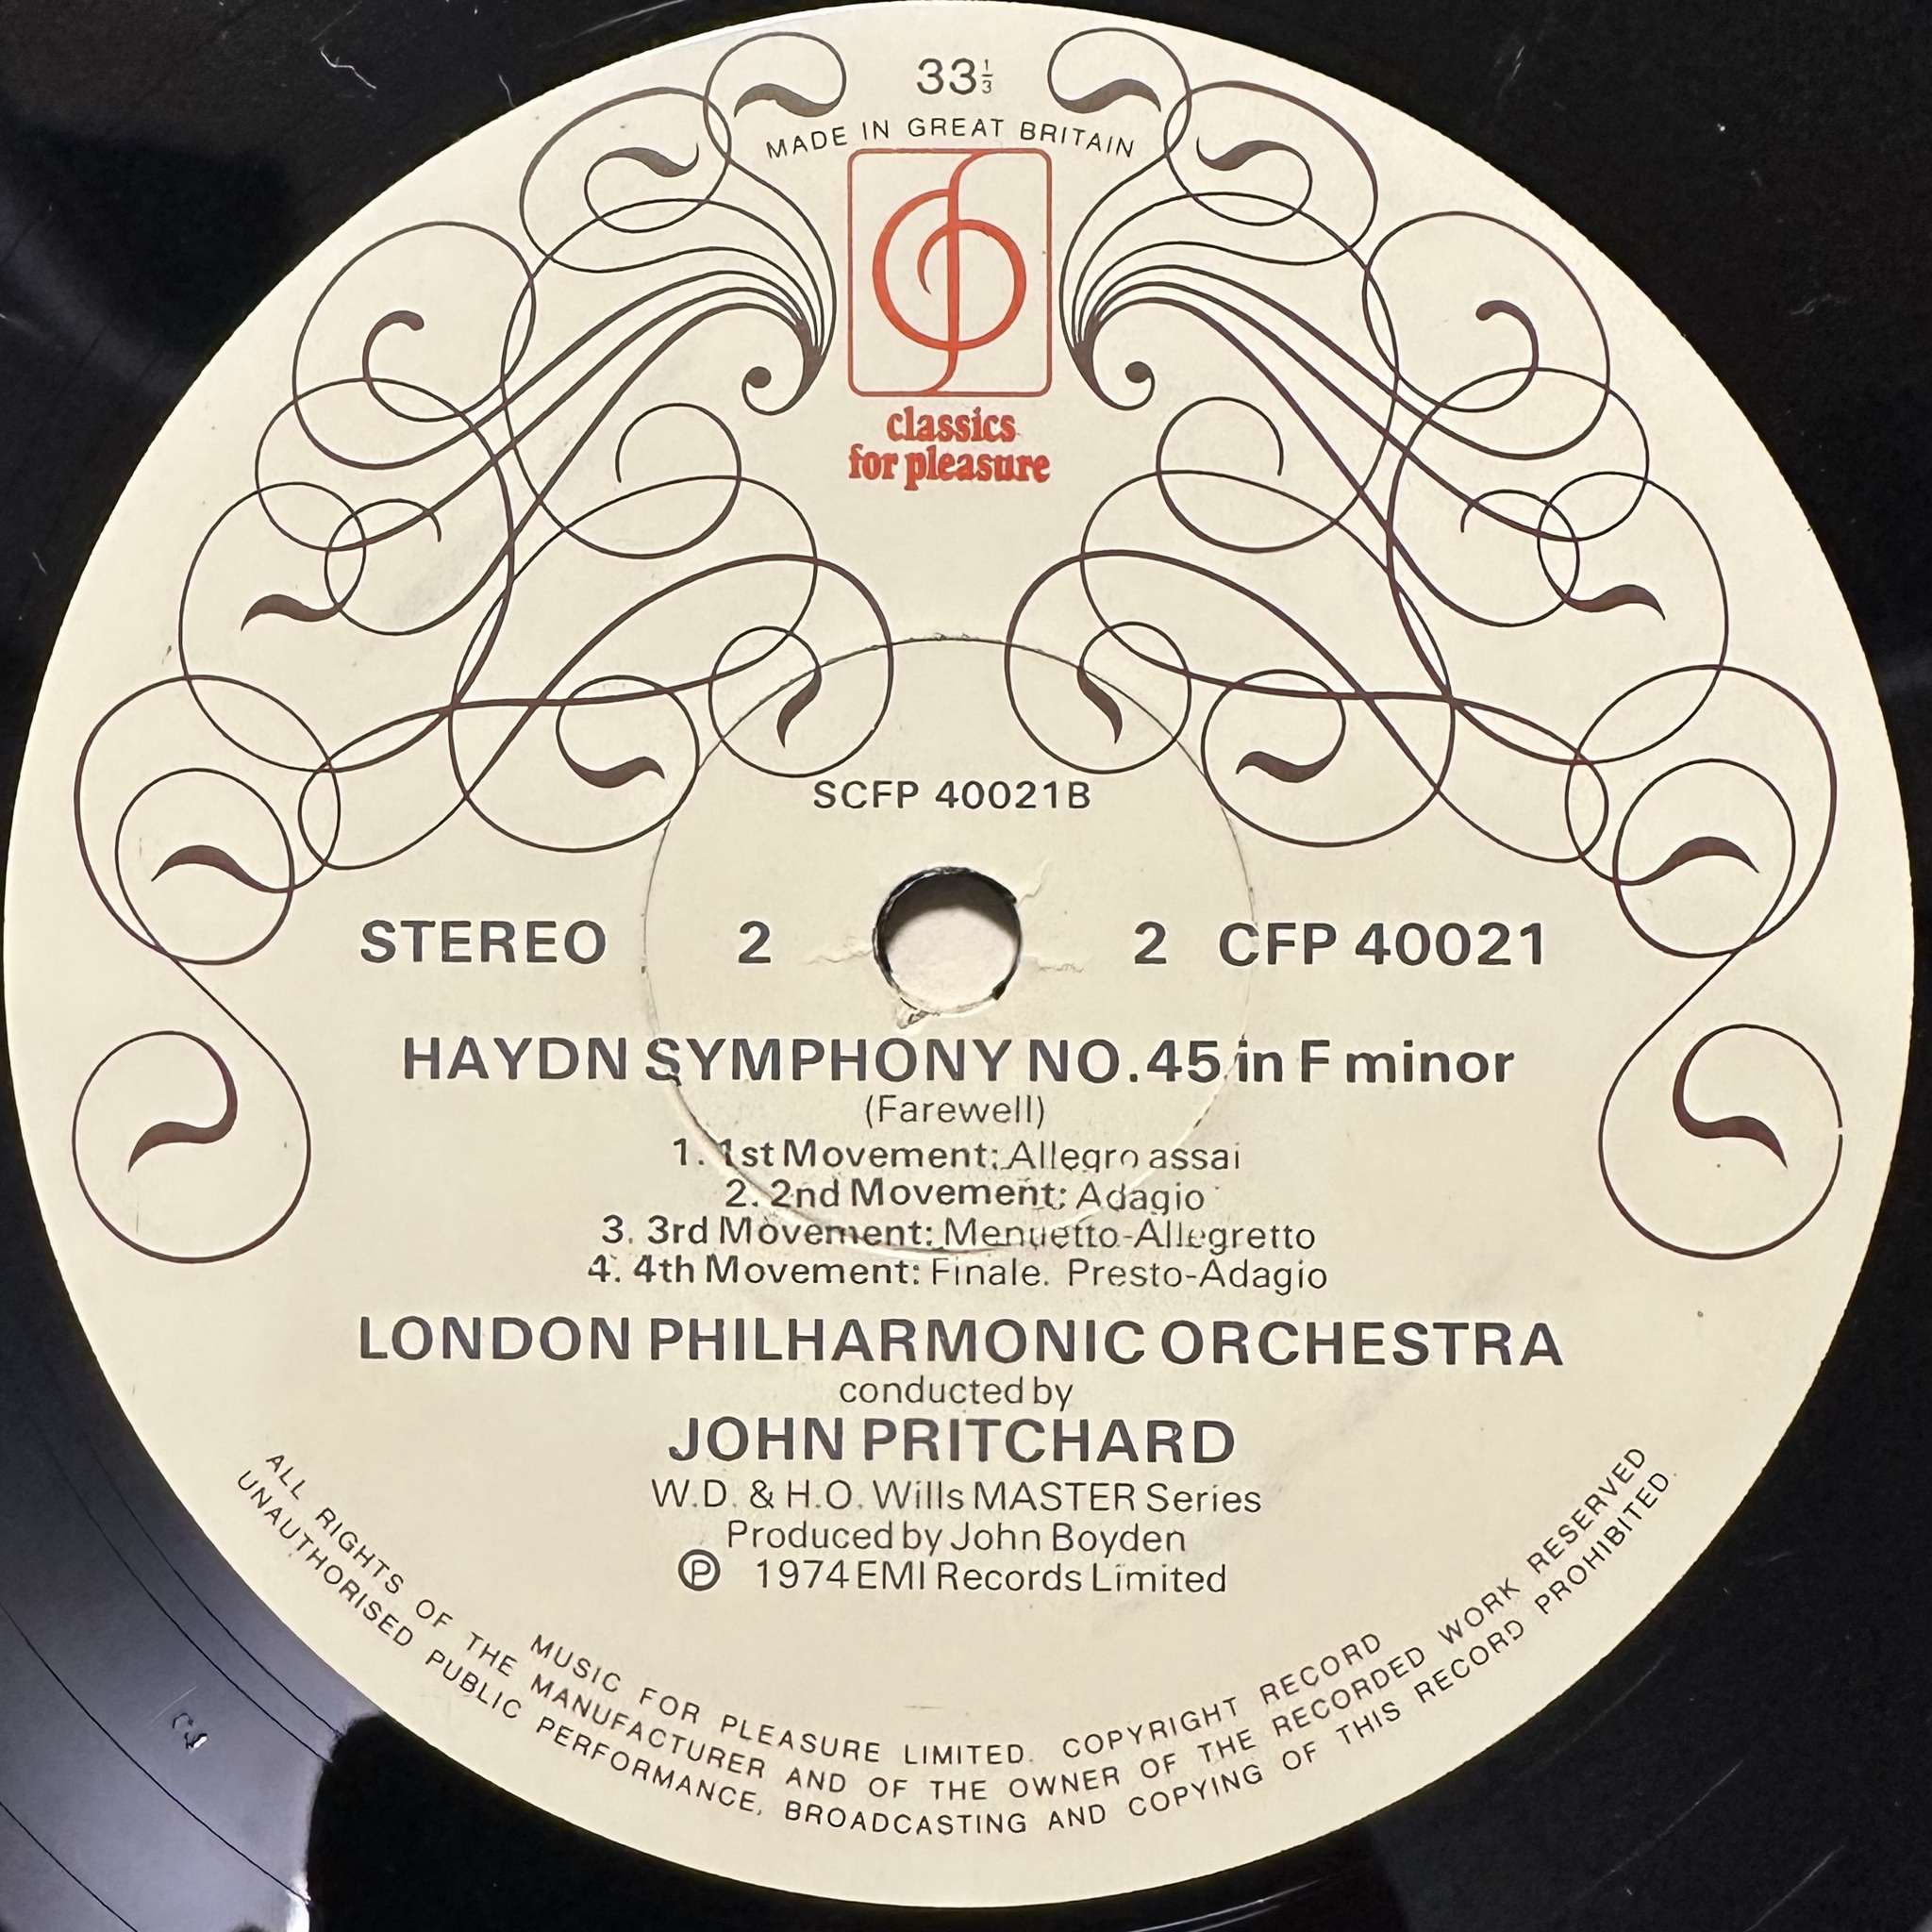 33⅓
MADE IN GREAT BRITAIN
classics
for pleasure
SCFP 40021B
STEREO 2 2 CFP 40021
HAYDN SYMPHONY NO.45 in F minor
(Farewell)
1. 1st Movement: Allegro assai
2. 2nd Movement: Adagio
3. 3rd Movement: Menuetto-Allegretto
4. 4th Movement: Finale. Presto-Adagio
LONDON PHILHARMONIC ORCHESTRA
conducted by
JOHN PRITCHARD
W.D. & H.O. Wills MASTER Series
Produced by John Boyden
Ⓟ 1974 EMI Records Limited
MUSIC FOR PLEASURE LIMITED. COPYRIGHT RECORD
ALL RIGHTS OF THE MANUFACTURER AND OF THE OWNER OF THE RECORDED WORK RESERVED
UNAUTHORISED PUBLIC PERFORMANCE, BROADCASTING AND COPYING OF THIS RECORD PROHIBITED.